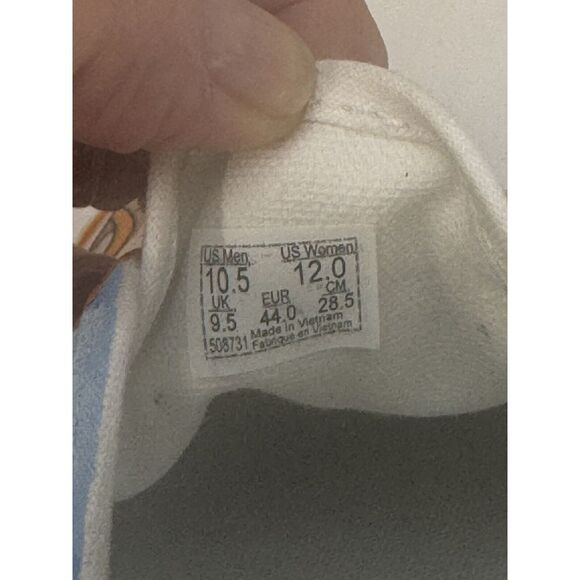 US Men. US Women
10.5 12.0
UK. EUR CM.
9.5 44.0 28.5
Made in Vietnam
508731 Fabriqué en Vietnam